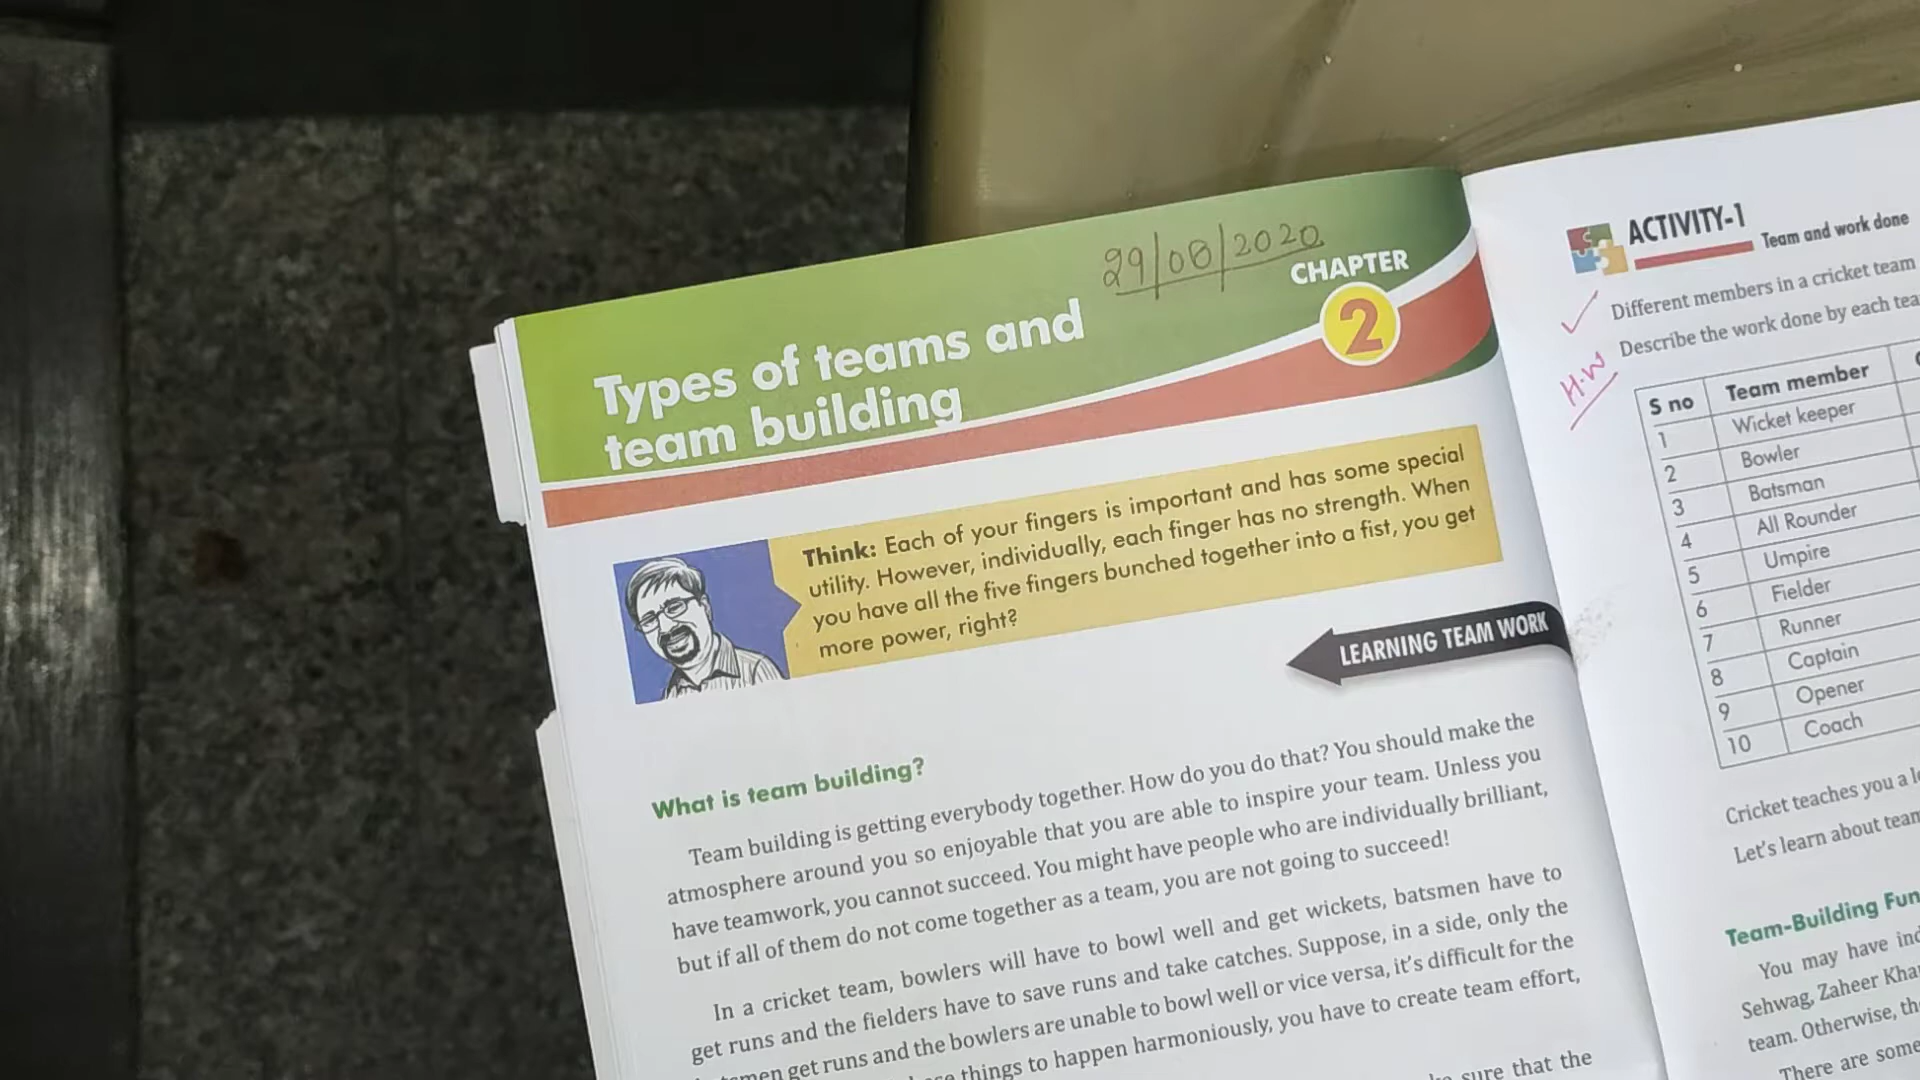 29/08/2020
CHAPTER
2
Types of teams and
team building
Think: Each of your fingers is important and has some special
utility. However, individually, each finger has no strength. When
you have all the five fingers bunched together into a fist, you get
more power, right?
LEARNING TEAM WORK
What is team building?
Team building is getting everybody together. How do you do that? You should make the
atmosphere around you so enjoyable that you are able to inspire your team. Unless you
have teamwork, you cannot succeed. You might have people who are individually brilliant,
but if all of them do not come together as a team, you are not going to succeed!
In a cricket team, bowlers will have to bowl well and get wickets, batsmen have to
get runs and the fielders have to save runs and take catches. Suppose, in a side, only the
get runs and the bowlers are unable to bowl well or vice versa, it's difficult for the
things to happen harmoniously, you have to create team effort,
sure that the
ACTIVITY-1
Team and work done
Different members in a cricket team
H.W
Describe the work done by each
S no Team member
1 Wicket keeper
2 Bowler
3 Batsman
4 All Rounder
5 Umpire
6 Fielder
7 Runner
8 Captain
9 Opener
10 Coach
Cricket teaches you a
Let's learn about
Team-Building
You may have
Sehwag, Zaheer
team. Otherwise,
There are some